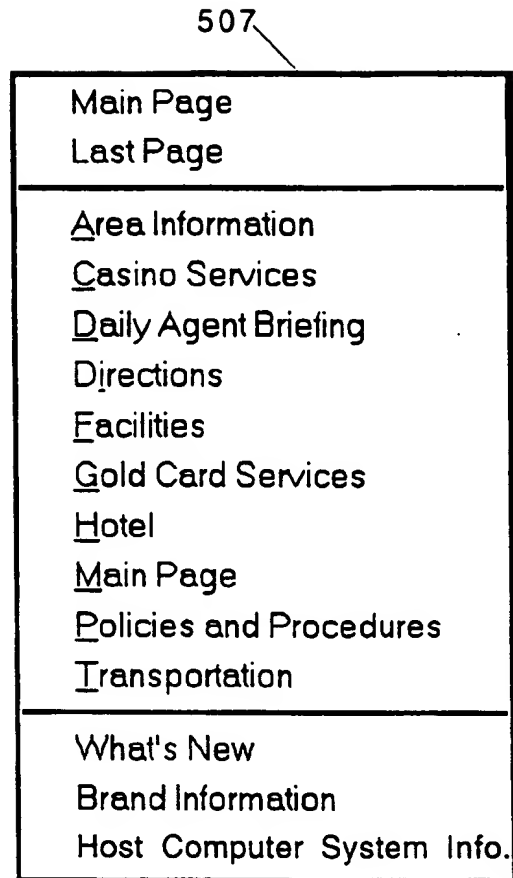 507
Main Page
Last Page
Area Information
Casino Services
Daily Agent Briefing
Directions
Facilities
Gold Card Services
Hotel
Main Page
Policies and Procedures
Transportation
What's New
Brand Information
Host Computer System Info.